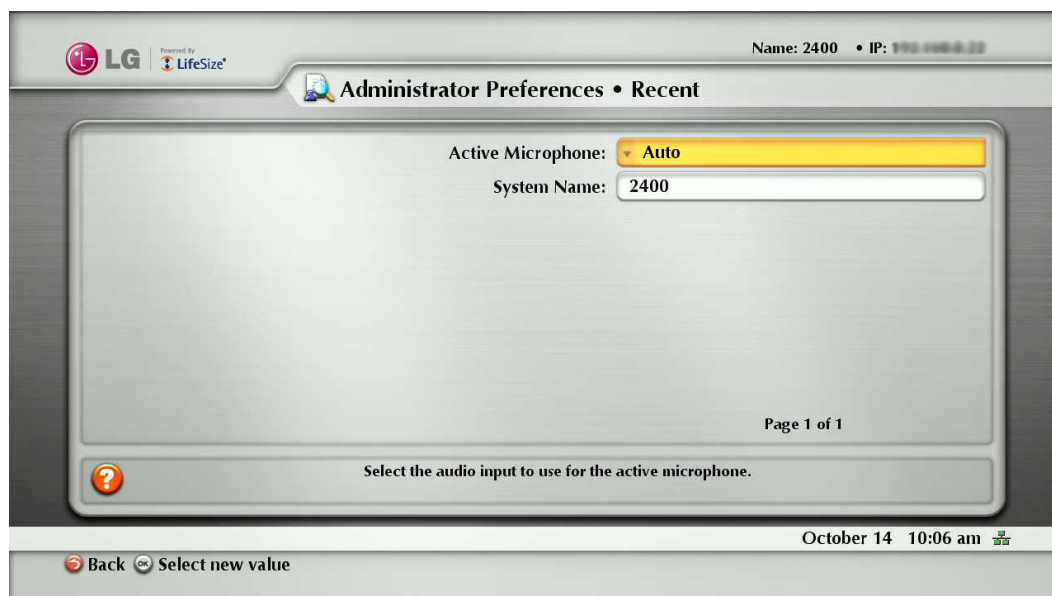 LG Powered By LifeSize®
Name: 2400 • IP:
Administrator Preferences • Recent
Active Microphone: Auto
System Name: 2400
Page 1 of 1
? Select the audio input to use for the active microphone.
October 14 10:06 am
Back OK Select new value